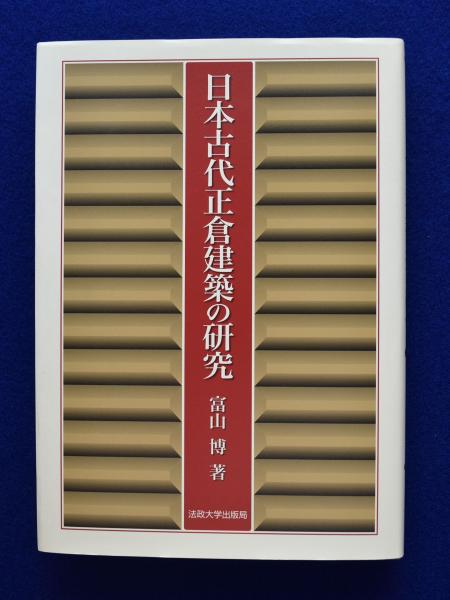 日本古代正倉建築の研究
富山 博 著
法政大学出版局